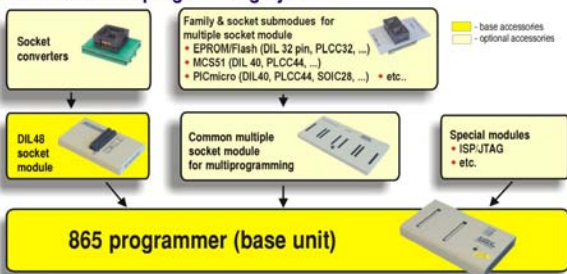 Socket
converters
Family & socket submodues for
multiple socket module
EPROM/Flash (DIL 32 pin, PLCC32, ...)
MCS51 (DIL 40, PLCC44, ...)
PICmicro (DIL40, PLCC44, SOIC28, ...) • etc..
- base accessories
- optional accessories
DIL48
socket
module
Common multiple
socket module
for multiprogramming
Special modules
ISP/JTAG
etc.
865 programmer (base unit)